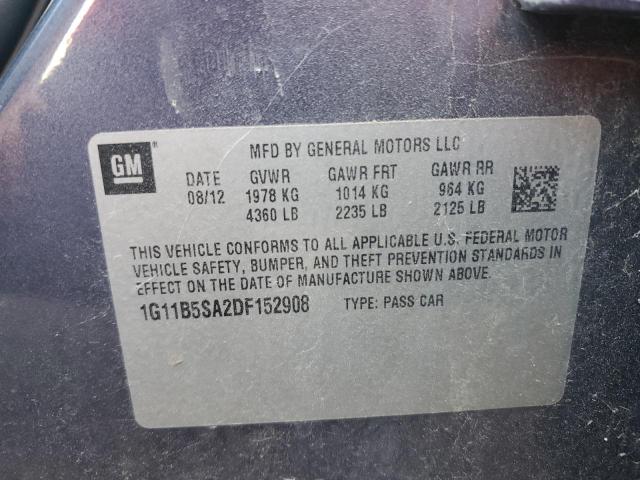 GM ®
MFD BY GENERAL MOTORS LLC
DATE GVWR GAWR FRT GAWR RR
08/12 1978 KG 1014 KG 964 KG
4360 LB 2235 LB 2125 LB
THIS VEHICLE CONFORMS TO ALL APPLICABLE U.S. FEDERAL MOTOR
VEHICLE SAFETY, BUMPER, AND THEFT PREVENTION STANDARDS IN
EFFECT ON THE DATE OF MANUFACTURE SHOWN ABOVE.
1G11B5SA2DF152908 TYPE: PASS CAR